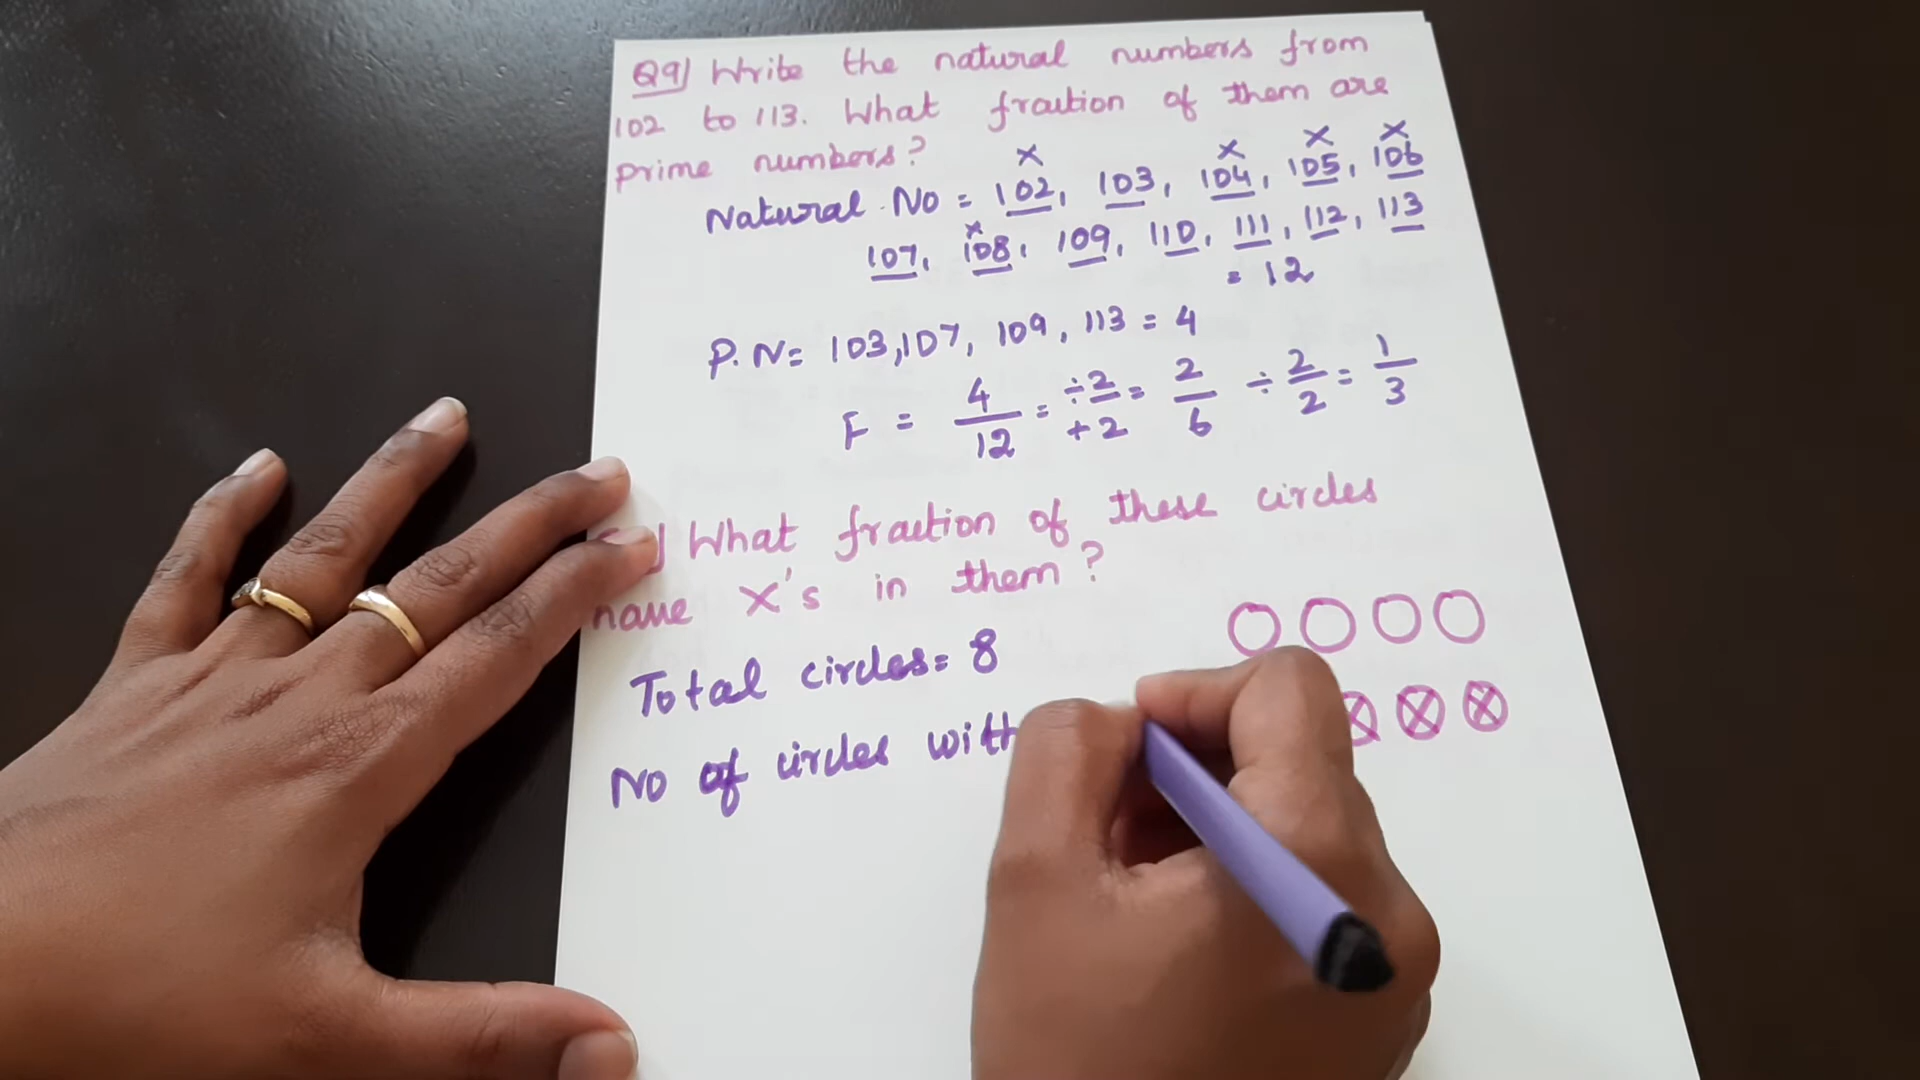 Q9) Write the natural numbers from
102 to 113. What fraction of them are
prime numbers?
Natural No = 102, 103, 104, 105, 106
107, 108, 109, 110, 111, 112, 113
= 12
P.N= 103,107, 109, 113 = 4
F = 4/12 = ÷2/+2 = 2/6 ÷ 2/2 = 1/3
What fraction of these circles
have X's in them?
Total circles= 8
No of circles with